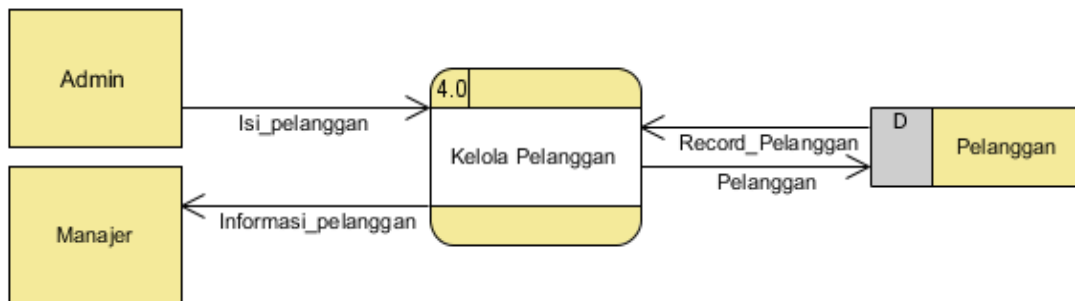 Admin
4.0
Isi_pelanggan
Kelola Pelanggan
D
Pelanggan
Record_Pelanggan
Pelanggan
Informasi_pelanggan
Manajer